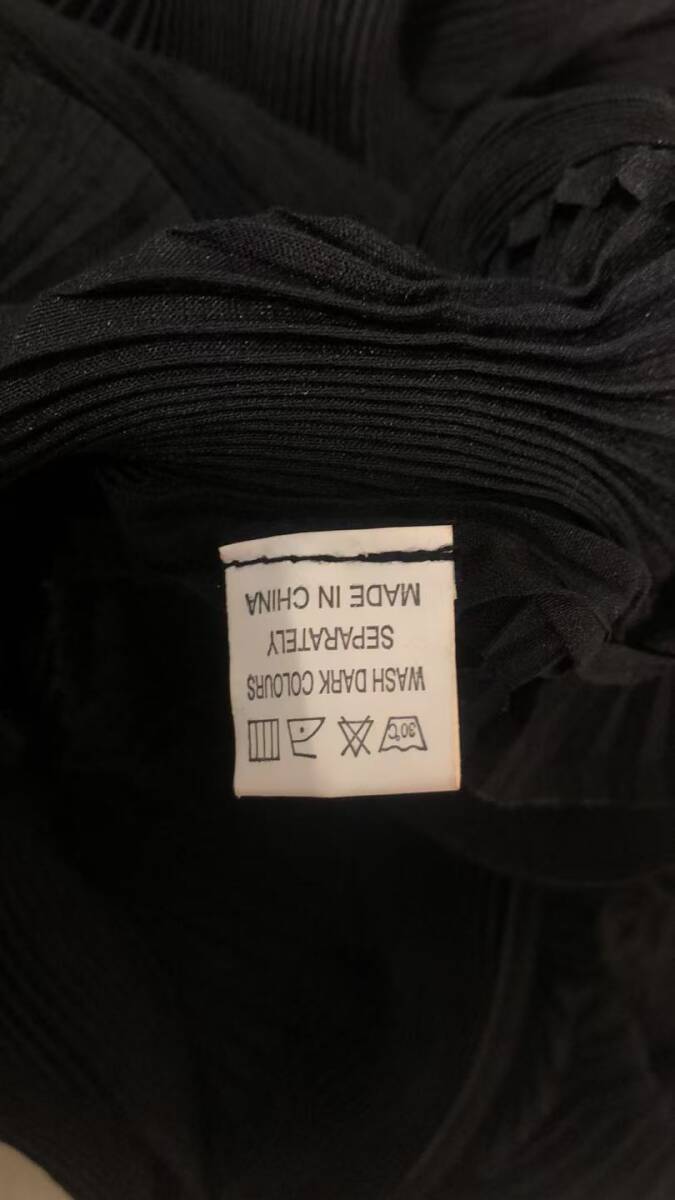 30°C
WASH DARK COLOURS
SEPARATELY
MADE IN CHINA